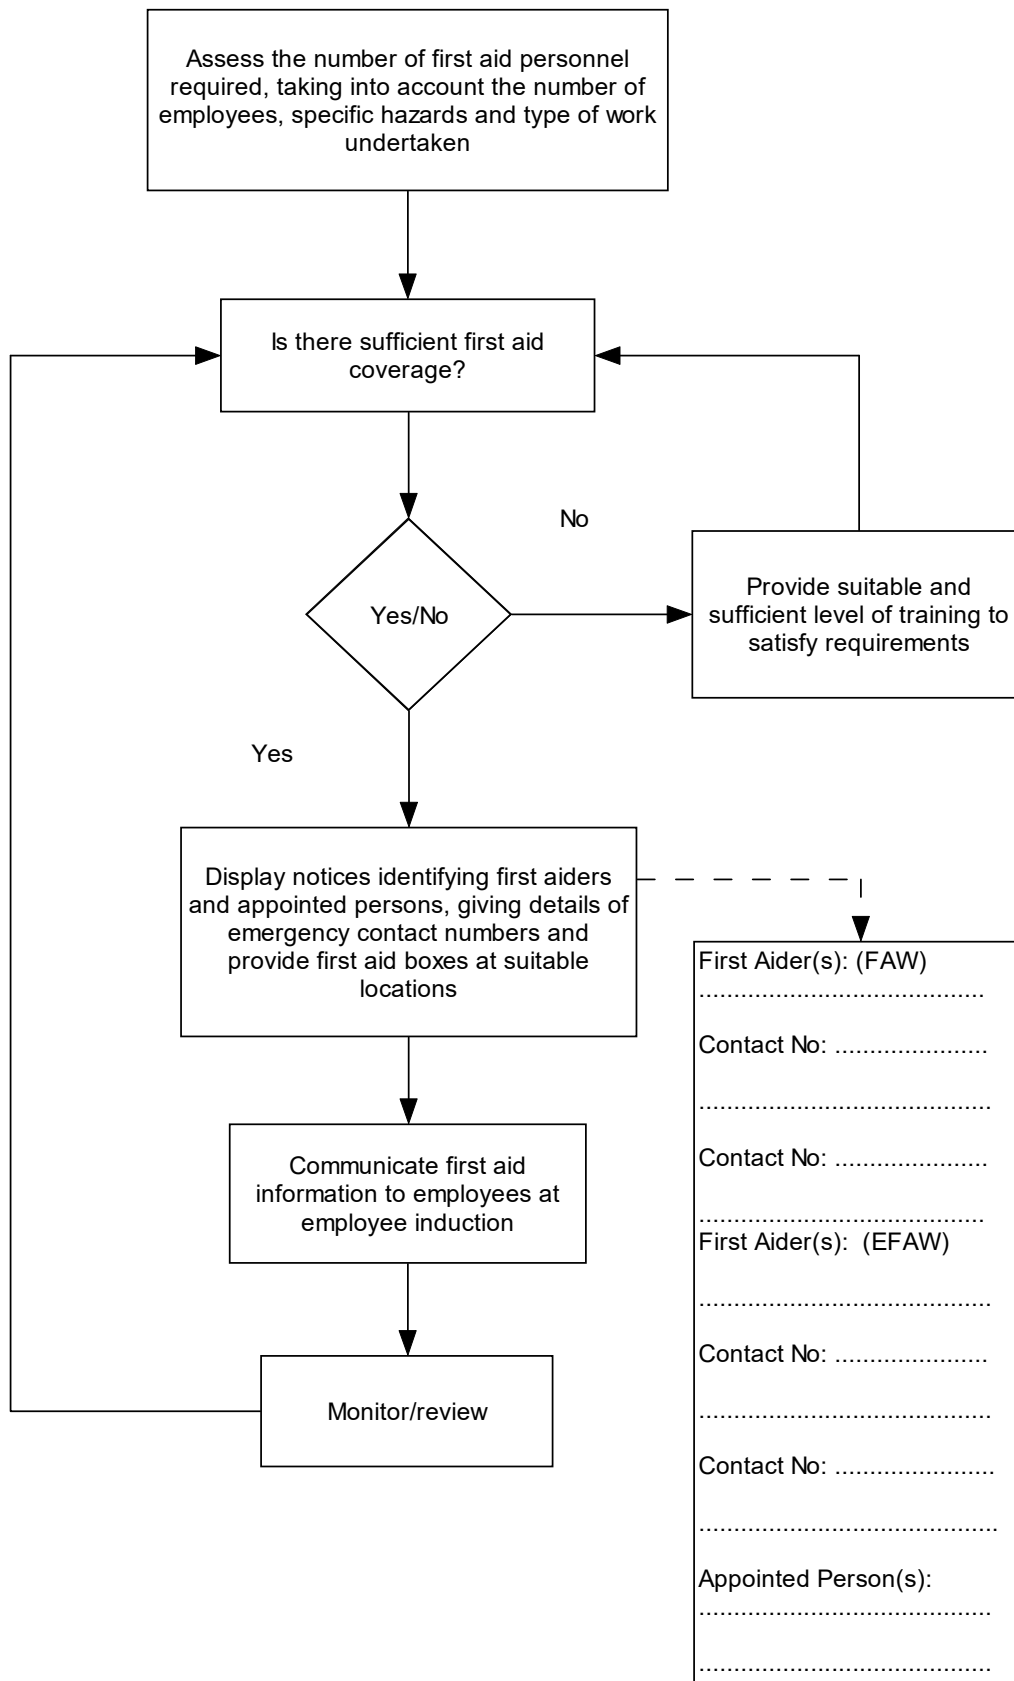 Assess the number of first aid personnel
required, taking into account the number of
employees, specific hazards and type of work
undertaken
Is there sufficient first aid
coverage?
No
Yes/No
Provide suitable and
sufficient level of training to
satisfy requirements
Yes
Display notices identifying first aiders
and appointed persons, giving details of
emergency contact numbers and
provide first aid boxes at suitable
locations
First Aider(s): (FAW)
.........................................
Contact No: ......................
..........................................
Contact No: ......................
.........................................
First Aider(s):  (EFAW)
..........................................
Contact No: ......................
..........................................
Contact No: .......................
...........................................
Appointed Person(s):
..........................................
..........................................
Communicate first aid
information to employees at
employee induction
Monitor/review